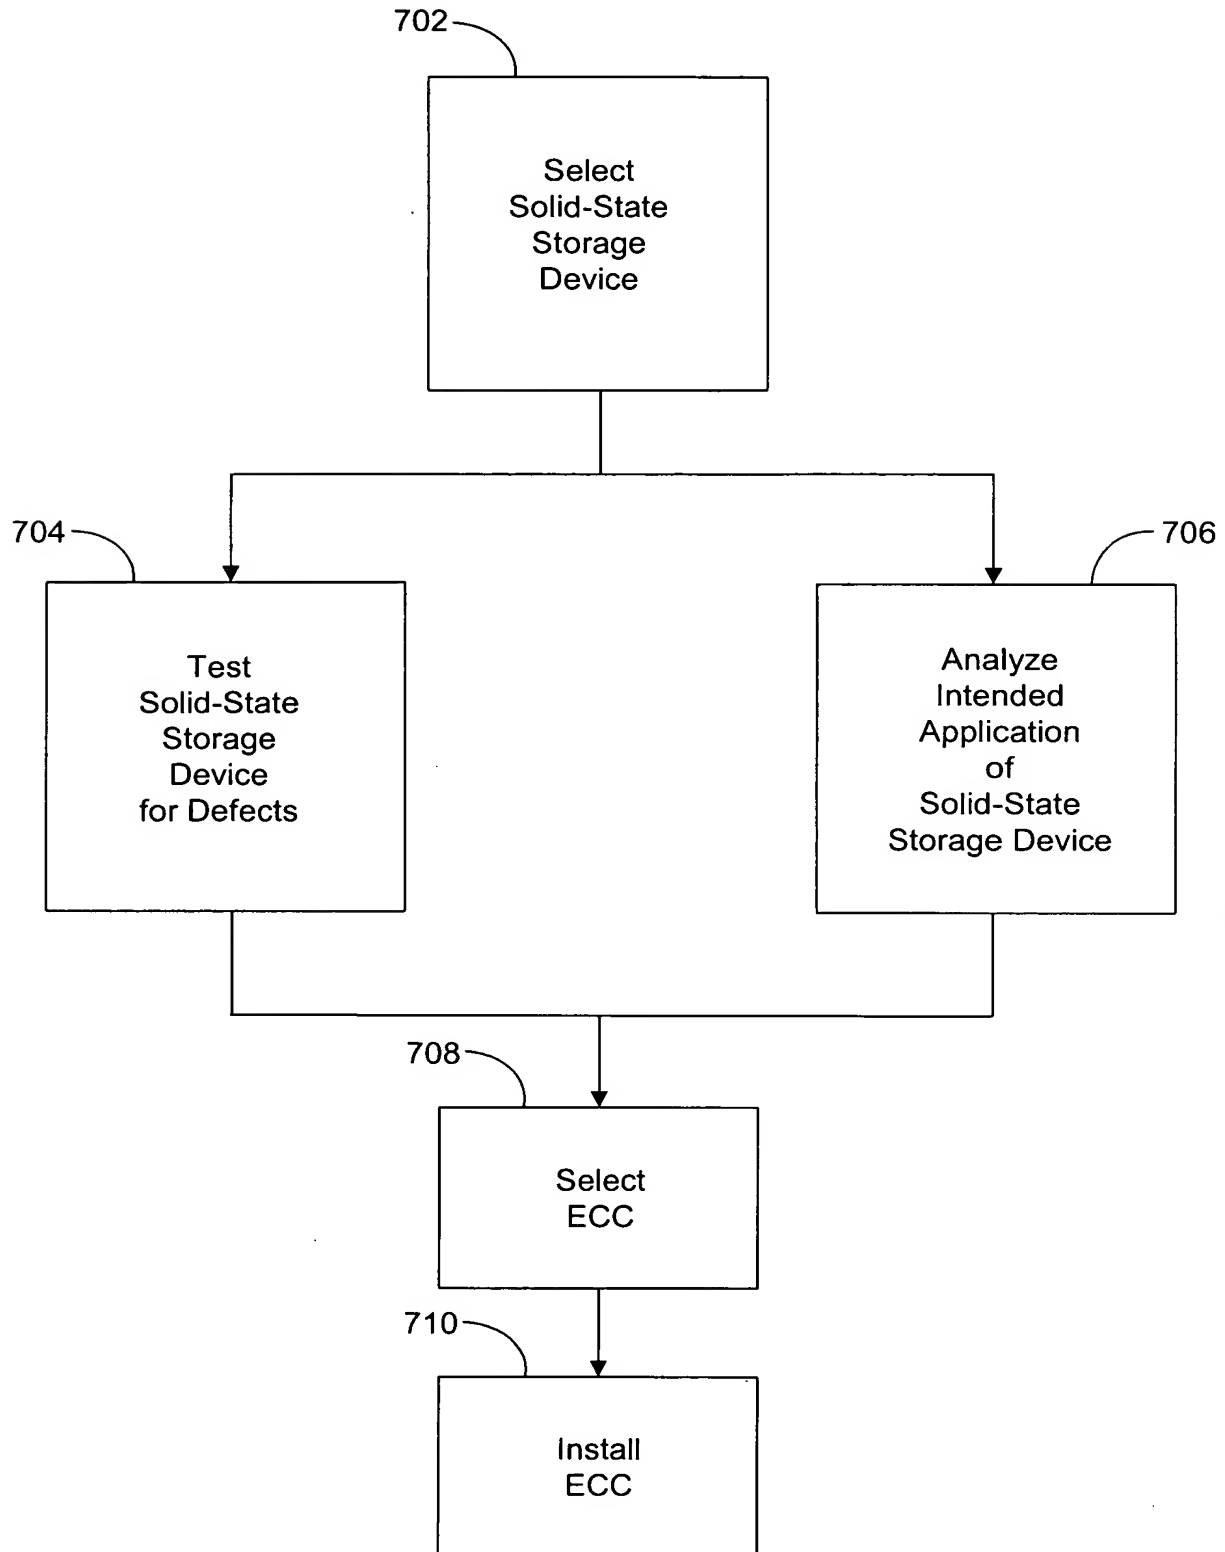 702
Select
Solid-State
Storage
Device
704
706
Test
Solid-State
Storage
Device
for Defects
Analyze
Intended
Application
of
Solid-State
Storage Device
708
Select
ECC
710
Install
ECC